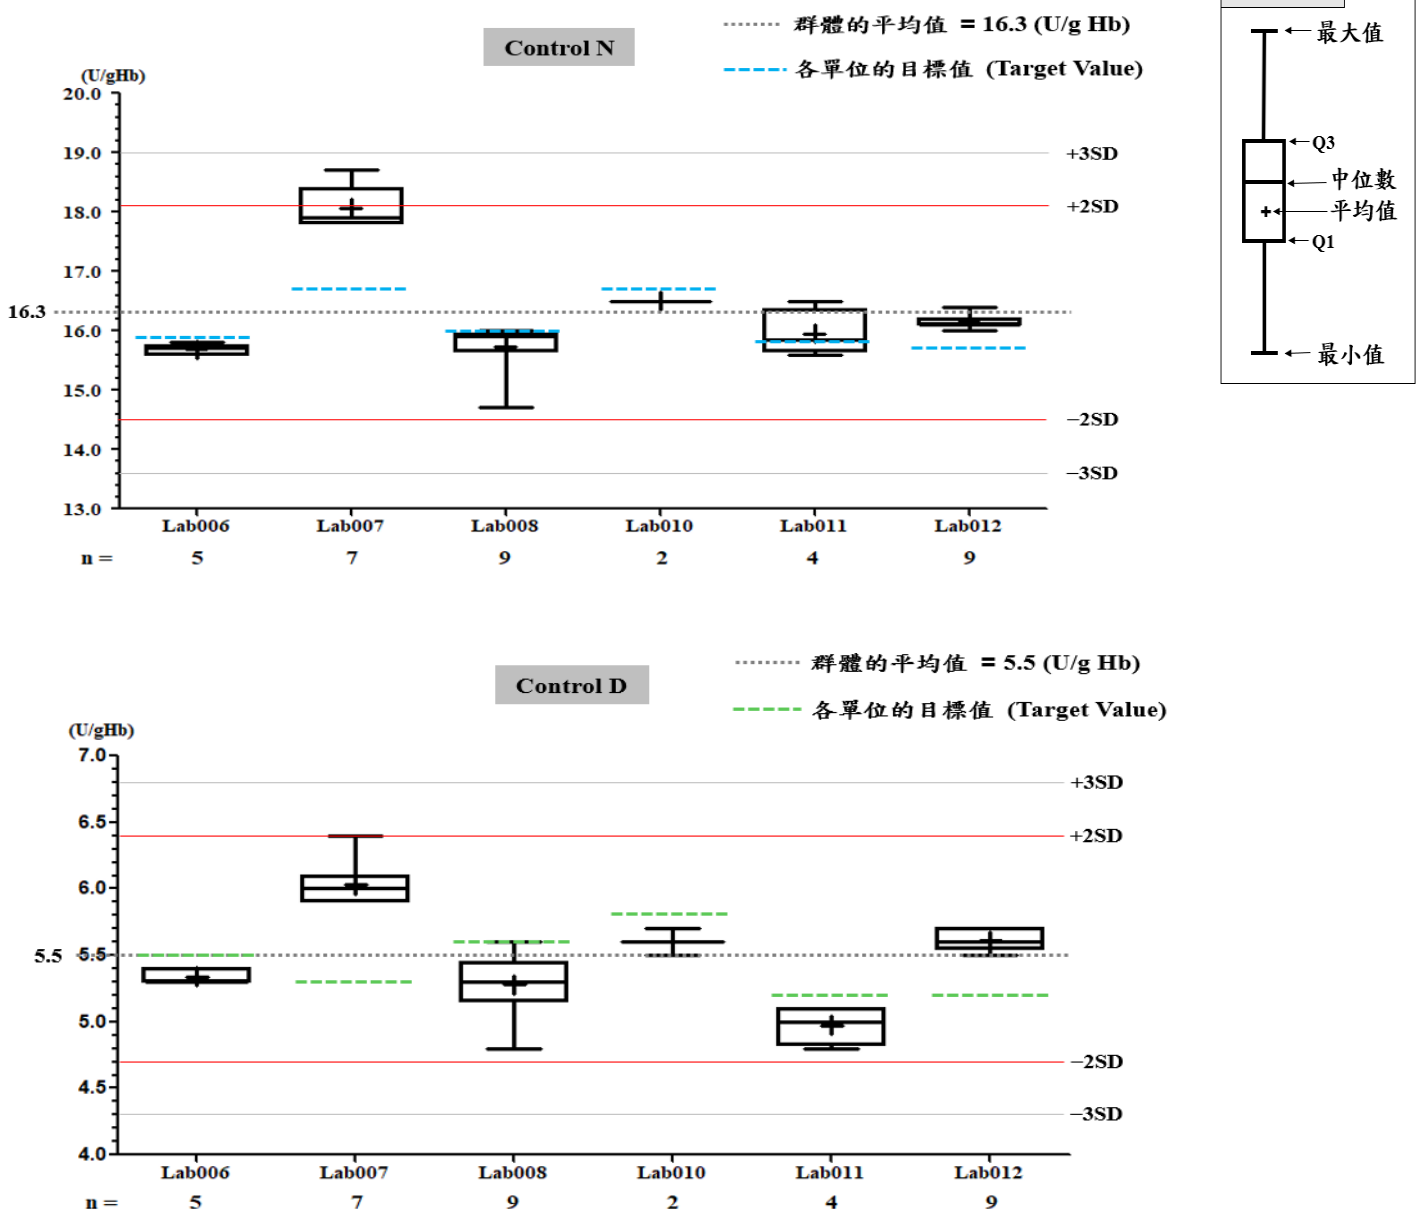 Control N
群體的平均值 = 16.3 (U/g Hb)
各單位的目標值 (Target Value)
(U/gHb)
20.0
19.0
18.0
17.0
16.3
16.0
15.0
14.0
13.0
+3SD
+2SD
−2SD
−3SD
Lab006 Lab007 Lab008 Lab010 Lab011 Lab012
n = 5 7 9 2 4 9
最大值
Q3
中位數
平均值
Q1
最小值
Control D
群體的平均值 = 5.5 (U/g Hb)
各單位的目標值 (Target Value)
(U/gHb)
7.0
6.5
6.0
5.5 5.5
5.0
4.5
4.0
+3SD
+2SD
−2SD
−3SD
Lab006 Lab007 Lab008 Lab010 Lab011 Lab012
n = 5 7 9 2 4 9